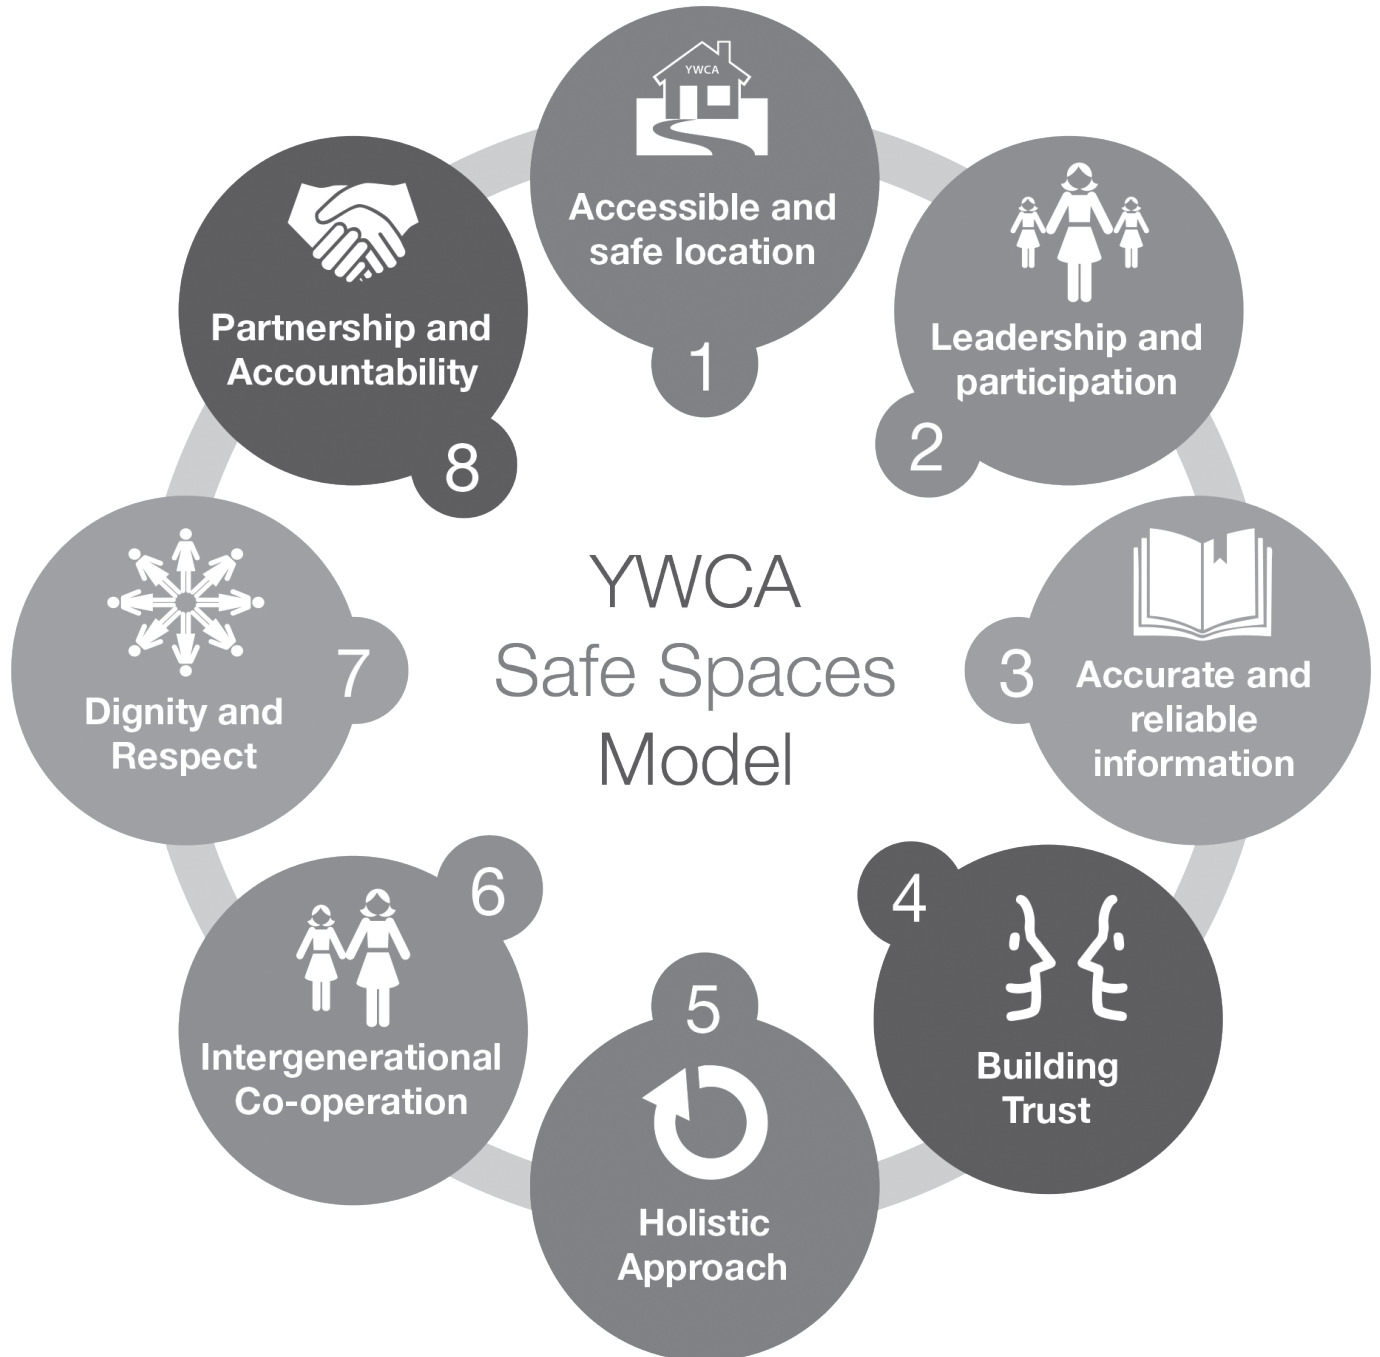 YWCA
Accessible and
safe location
1
Leadership and
participation
2
Accurate and
reliable
information
3
Building
Trust
4
Holistic
Approach
5
Intergenerational
Co-operation
6
Dignity and
Respect
7
Partnership and
Accountability
8
YWCA
Safe Spaces
Model